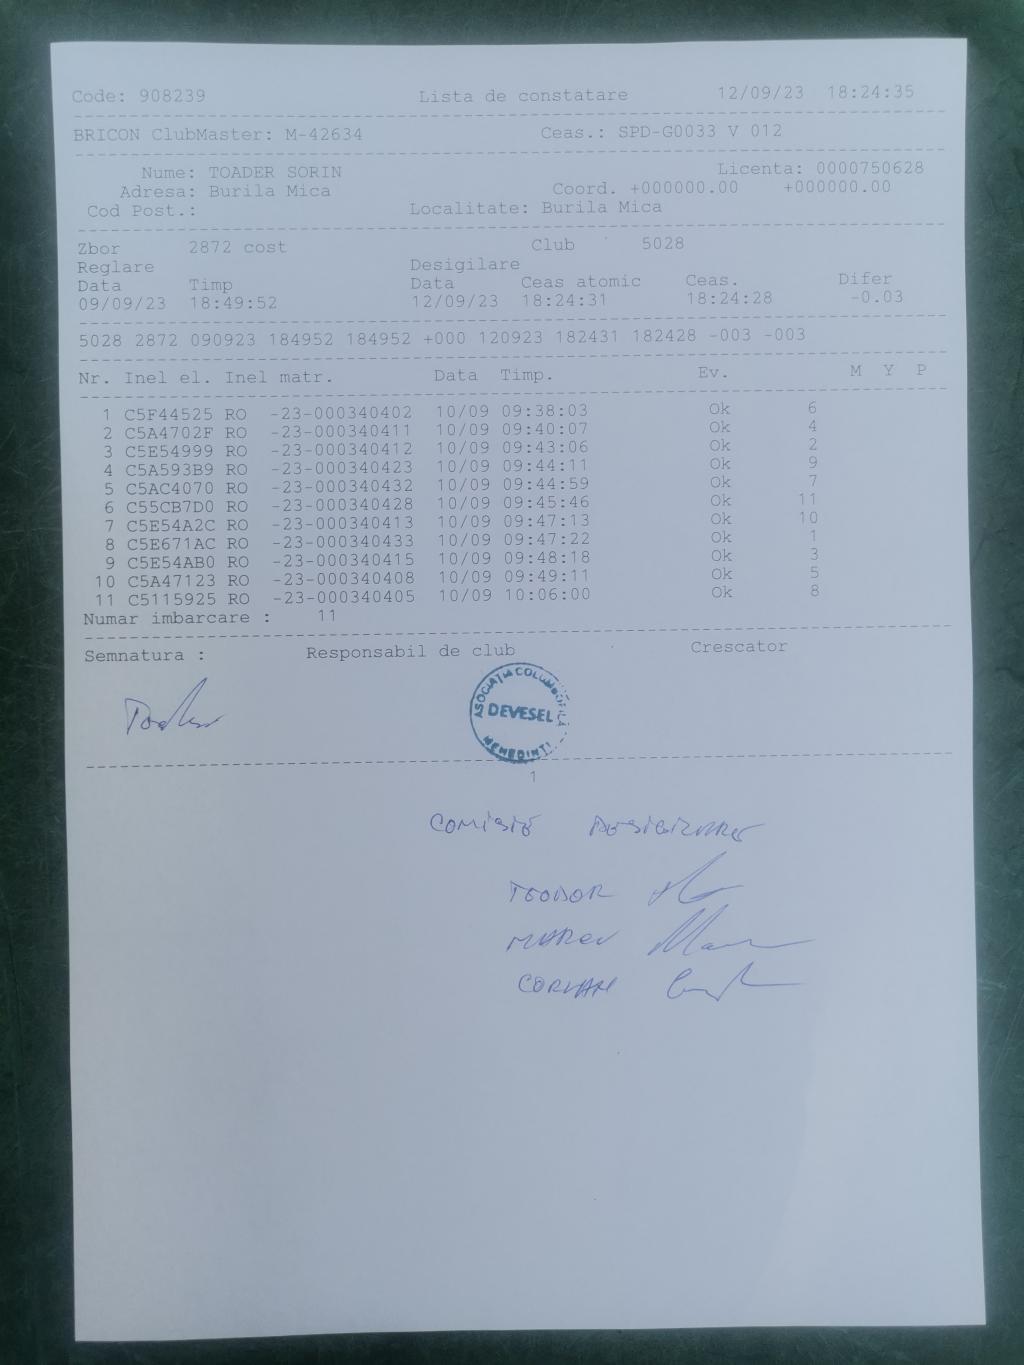 Code: 908239 Lista de constatare 12/09/23 18:24:35
BRICON ClubMaster: M-42634 Ceas.: SPD-G0033 V 012
Nume: TOADER SORIN Licenta: 0000750628
Adresa: Burila Mica Coord. +000000.00 +000000.00
Cod Post.: Localitate: Burila Mica
Zbor 2872 cost Club 5028
Reglare Desigilare
Data Timp Data Ceas atomic Ceas. Difer
09/09/23 18:49:52 12/09/23 18:24:31 18:24:28 -0.03
5028 2872 090923 184952 184952 +000 120923 182431 182428 -003 -003
Nr. Inel el. Inel matr. Data Timp. Ev. M Y P
1 C5F44525 RO -23-000340402 10/09 09:38:03 Ok 6
2 C5A4702F RO -23-000340411 10/09 09:40:07 Ok 4
3 C5E54999 RO -23-000340412 10/09 09:43:06 Ok 2
4 C5A593B9 RO -23-000340423 10/09 09:44:11 Ok 9
5 C5AC4070 RO -23-000340432 10/09 09:44:59 Ok 7
6 C55CB7D0 RO -23-000340428 10/09 09:45:46 Ok 11
7 C5E54A2C RO -23-000340413 10/09 09:47:13 Ok 10
8 C5E671AC RO -23-000340433 10/09 09:47:22 Ok 1
9 C5E54AB0 RO -23-000340415 10/09 09:48:18 Ok 3
10 C5A47123 RO -23-000340408 10/09 09:49:11 Ok 5
11 C5115925 RO -23-000340405 10/09 10:06:00 Ok 8
Numar imbarcare : 11
Semnatura : Responsabil de club Crescator
ASOCIAȚIA COLUMBOFILĂ
DEVESEL
MEHEDINȚI
1
COMISIE DESIGILARE
TEODOR